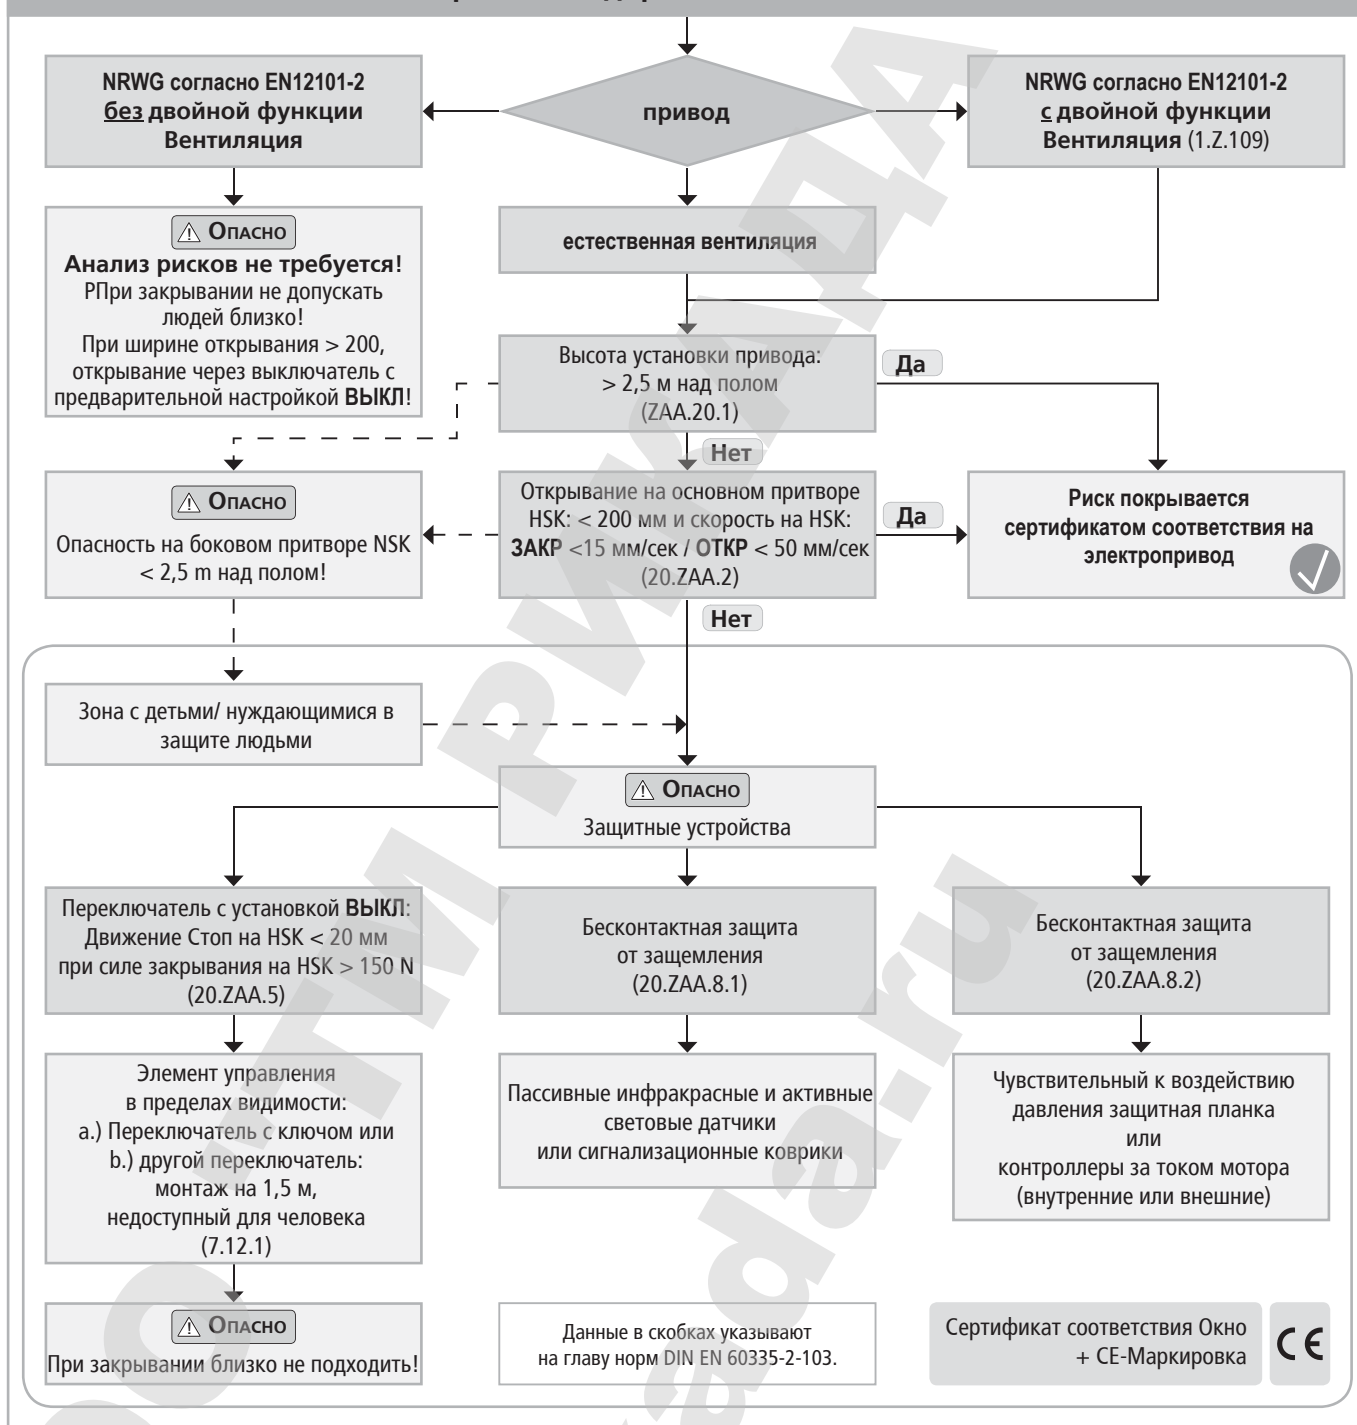 NRWG согласно EN12101-2
без двойной функции
Вентиляция
привод
NRWG согласно EN12101-2
с двойной функции
Вентиляция (1.Z.109)
⚠ Опасно
Анализ рисков не требуется!
РПри закрывании не допускать
людей близко!
При ширине открывания > 200,
открывание через выключатель с
предварительной настройкой ВЫКЛ!
естественная вентиляция
Высота установки привода:
> 2,5 м над полом
(ZAA.20.1)
Да
Нет
⚠ Опасно
Опасность на боковом притворе NSK
< 2,5 m над полом!
Открывание на основном притворе
HSK: < 200 мм и скорость на HSK:
ЗАКР <15 мм/сек / ОТКР < 50 мм/сек
(20.ZAA.2)
Да
Риск покрывается
сертификатом соответствия на
электропривод
Нет
Зона с детьми/ нуждающимися в
защите людьми
⚠ Опасно
Защитные устройства
Переключатель с установкой ВЫКЛ:
Движение Стоп на HSK < 20 мм
при силе закрывания на HSK > 150 N
(20.ZAA.5)
Бесконтактная защита
от защемления
(20.ZAA.8.1)
Бесконтактная защита
от защемления
(20.ZAA.8.2)
Элемент управления
в пределах видимости:
a.) Переключатель с ключом или
b.) другой переключатель:
монтаж на 1,5 м,
недоступный для человека
(7.12.1)
Пассивные инфракрасные и активные
световые датчики
или сигнализационные коврики
Чувствительный к воздействию
давления защитная планка
или
контроллеры за током мотора
(внутренние или внешние)
⚠ Опасно
При закрывании близко не подходить!
Данные в скобках указывают
на главу норм DIN EN 60335-2-103.
Сертификат соответствия Окно
+ CE-Маркировка
CE